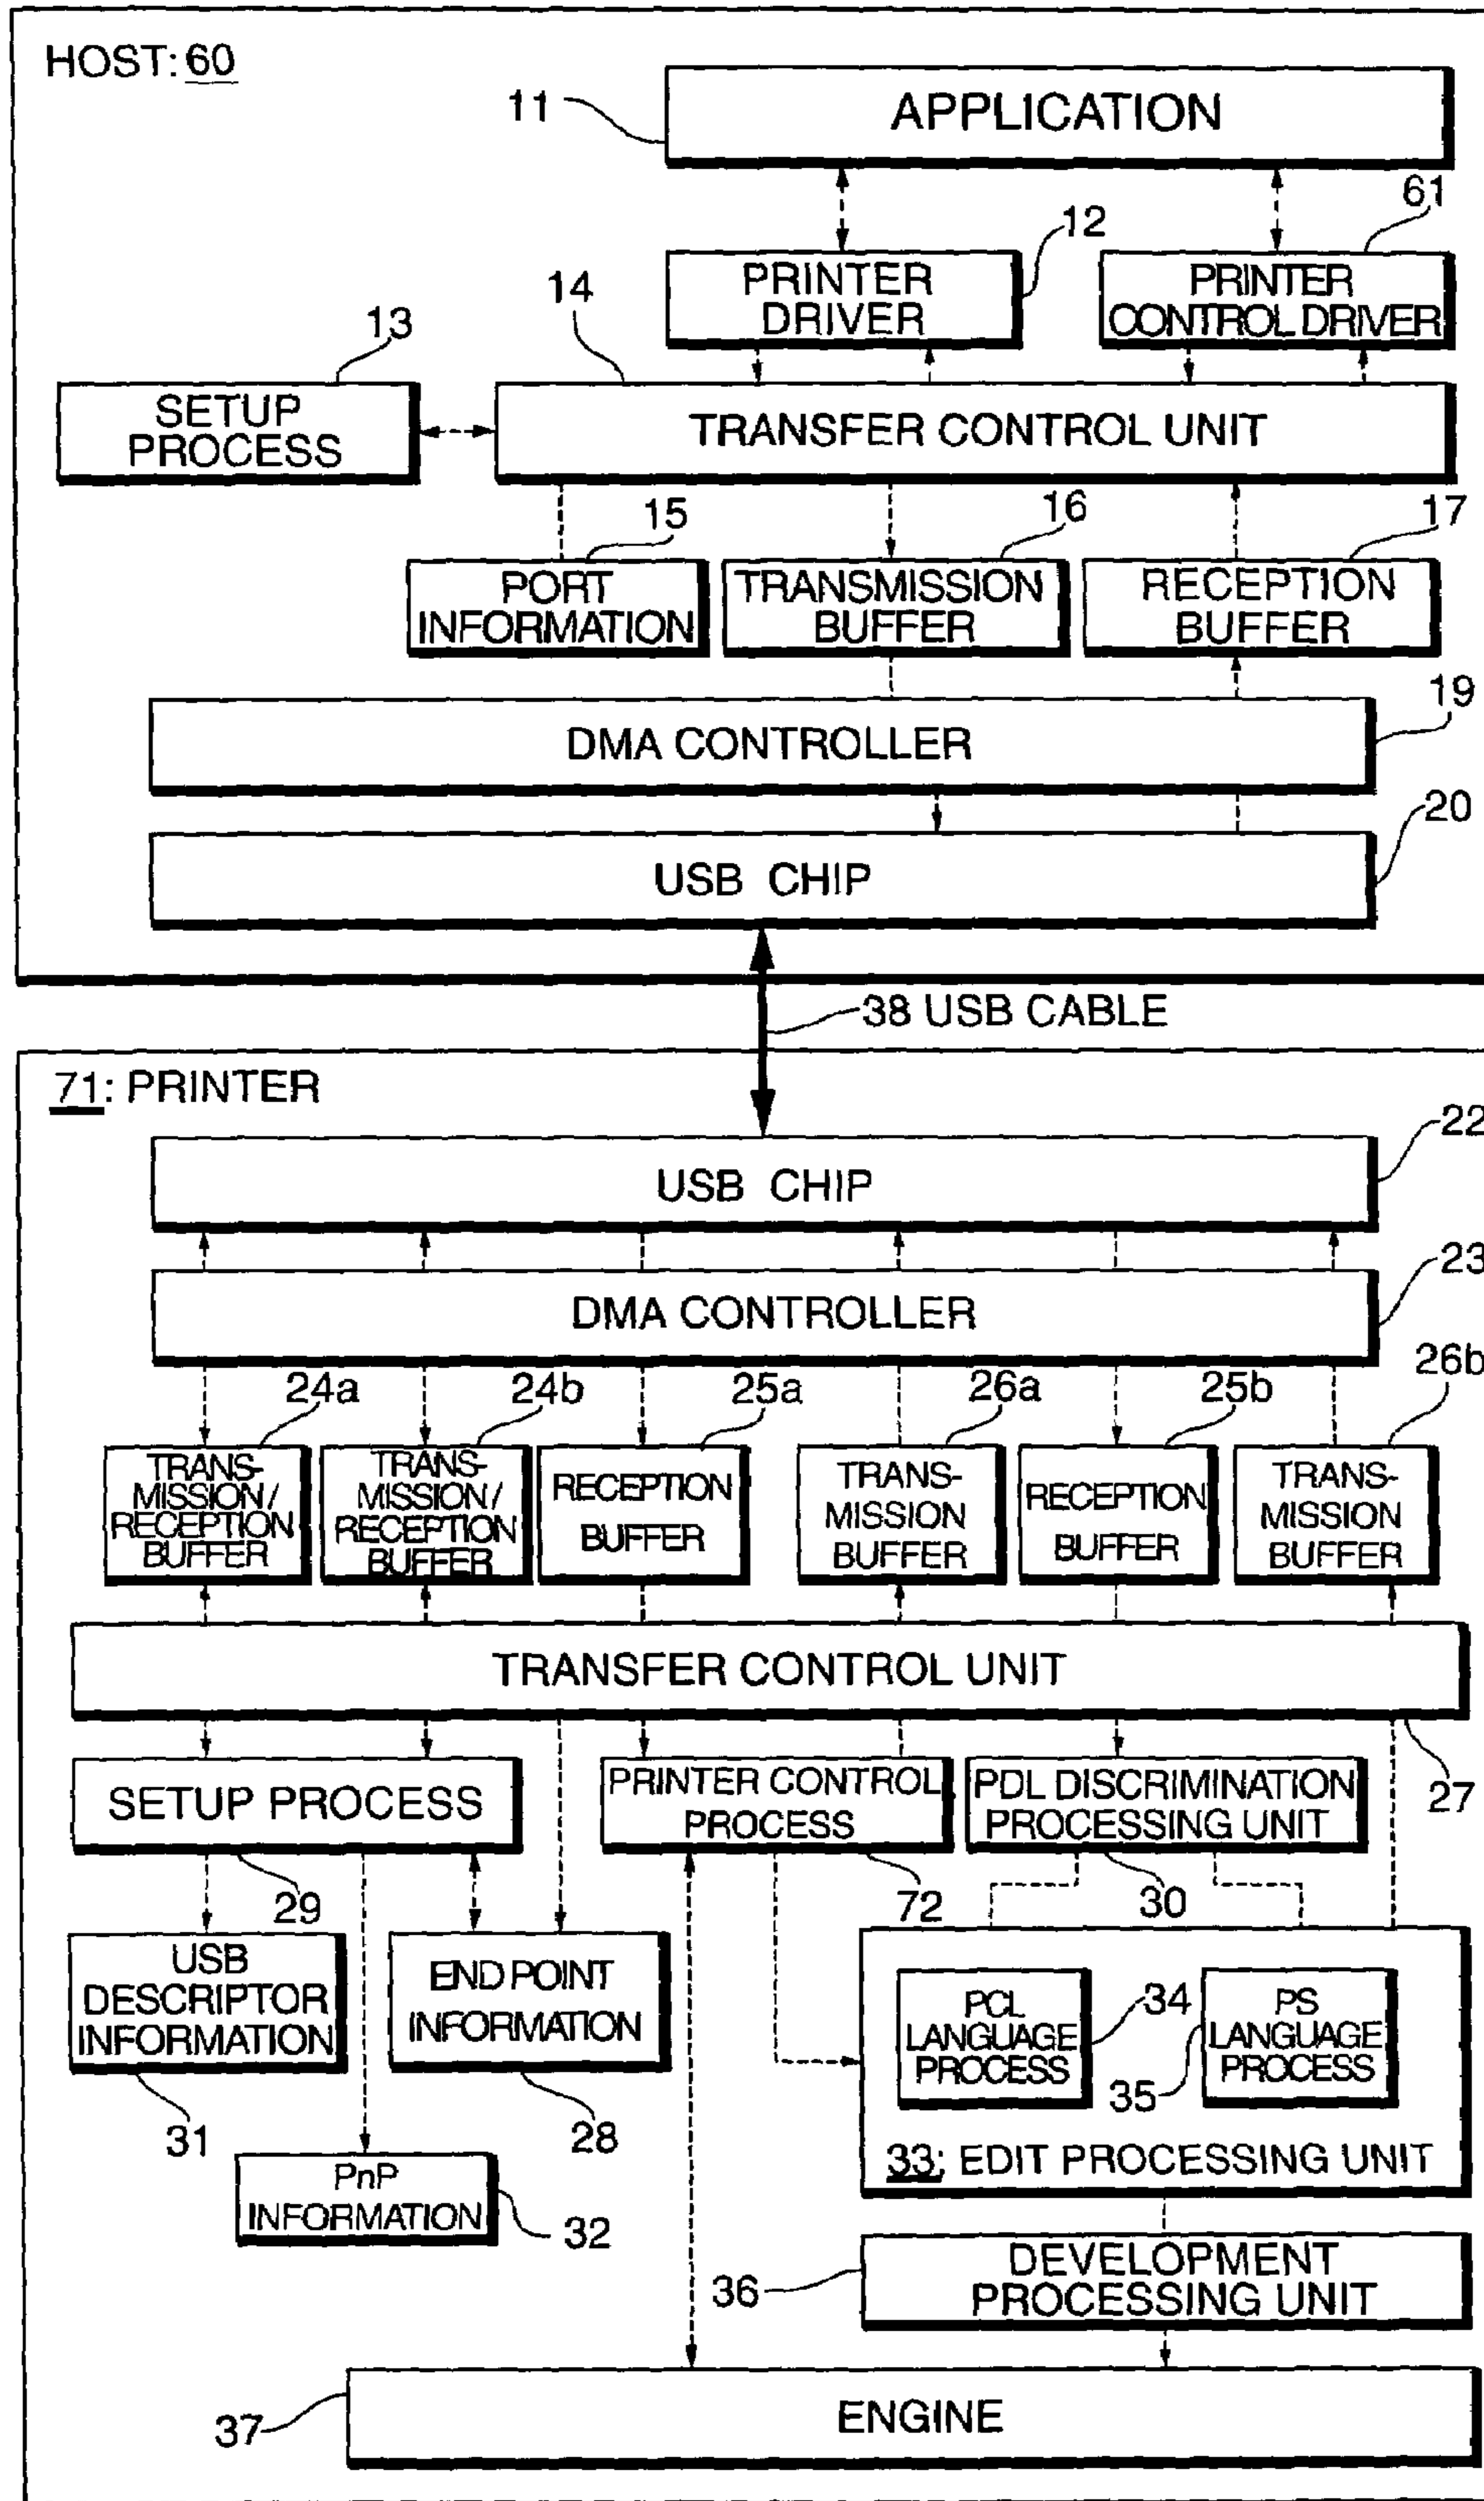 HOST: 60
APPLICATION
11
61
12
PRINTER
DRIVER
PRINTER
CONTROL DRIVER
14
13
SETUP
PROCESS
TRANSFER CONTROL UNIT
15
16
17
PORT
INFORMATION
TRANSMISSION
BUFFER
RECEPTION
BUFFER
19
DMA CONTROLLER
20
USB CHIP
38 USB CABLE
71: PRINTER
22
USB CHIP
23
DMA CONTROLLER
24a
24b
25a
26a
25b
26b
TRANS-
MISSION/
RECEPTION
BUFFER
TRANS-
MISSION/
RECEPTION
BUFFER
RECEPTION
BUFFER
TRANS-
MISSION
BUFFER
RECEPTION
BUFFER
TRANS-
MISSION
BUFFER
TRANSFER CONTROL UNIT
27
SETUP PROCESS
PRINTER CONTROL
PROCESS
PDL DISCRIMINATION
PROCESSING UNIT
29
72
30
USB
DESCRIPTOR
INFORMATION
END POINT
INFORMATION
PCL
LANGUAGE
PROCESS
34
PS
LANGUAGE
PROCESS
35
31
28
33: EDIT PROCESSING UNIT
PnP
INFORMATION
32
DEVELOPMENT
PROCESSING UNIT
36
ENGINE
37